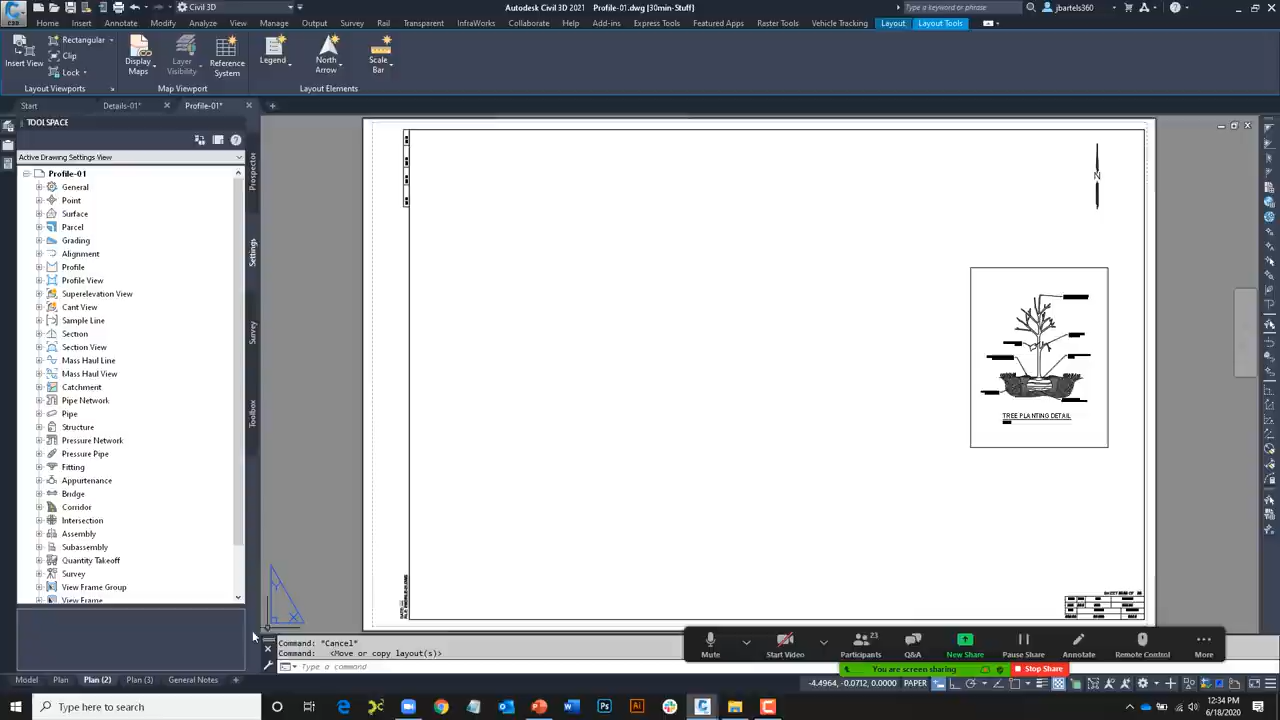 Civil 3D
Autodesk Civil 3D 2021 Profile-01.dwg [30min-Stuff]
Type a keyword or phrase
jbartels360
Home Insert Annotate Modify Analyze View Manage Output Survey Rail Transparent InfraWorks Collaborate Help Add-ins Express Tools Featured Apps Raster Tools Vehicle Tracking Layout Layout Tools
Insert View
Rectangular
Clip
Lock
Display Maps
Layer Visibility
Reference System
Legend
North Arrow
Scale Bar
Layout Viewports
Map Viewport
Layout Elements
Start
Details-01*
Profile-01*
TOOLSPACE
Active Drawing Settings View
Profile-01
General
Point
Surface
Parcel
Grading
Alignment
Profile
Profile View
Superelevation View
Cant View
Sample Line
Section
Section View
Mass Haul Line
Mass Haul View
Catchment
Pipe Network
Pipe
Structure
Pressure Network
Pressure Pipe
Fitting
Appurtenance
Bridge
Corridor
Intersection
Assembly
Subassembly
Quantity Takeoff
Survey
View Frame Group
View Frame
Prospector
Settings
Survey
Toolbox
N
TREE PLANTING DETAIL
Y
X
Command: *Cancel*
Command: <Move or copy layout(s)>
Type a command
Mute
Start Video
23
Participants
Q&A
New Share
Pause Share
Annotate
Remote Control
More
You are screen sharing
Stop Share
Model
Plan
Plan (2)
Plan (3)
General Notes
-4.4964, -0.0712, 0.0000 PAPER
Type here to search
12:34 PM
6/18/2020